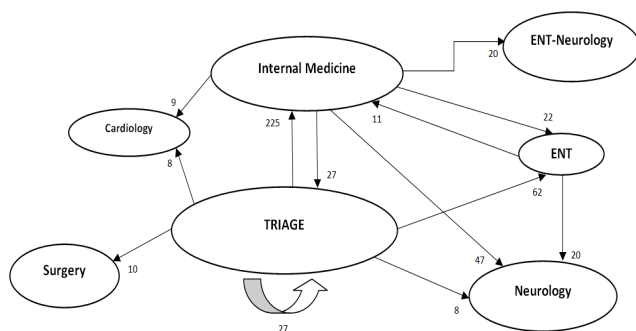 ENT-Neurology
20
Internal Medicine
9
225
11
22
Cardiology
8
ENT
27
62
TRIAGE
Surgery
10
47
20
Neurology
8
27